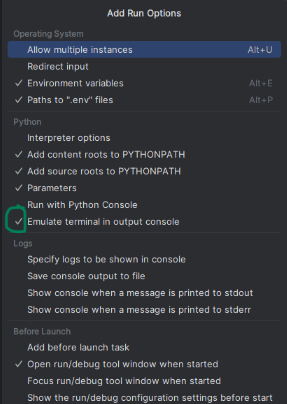 Add Run Options
Operating System
Allow multiple instances Alt+U
Redirect input
Environment variables Alt+E
Paths to ".env" files Alt+P
Python
Interpreter options
Add content roots to PYTHONPATH
Add source roots to PYTHONPATH
Parameters
Run with Python Console
Emulate terminal in output console
Logs
Specify logs to be shown in console
Save console output to file
Show console when a message is printed to stdout
Show console when a message is printed to stderr
Before Launch
Add before launch task
Open run/debug tool window when started
Focus run/debug tool window when started
Show the run/debug configuration settings before start